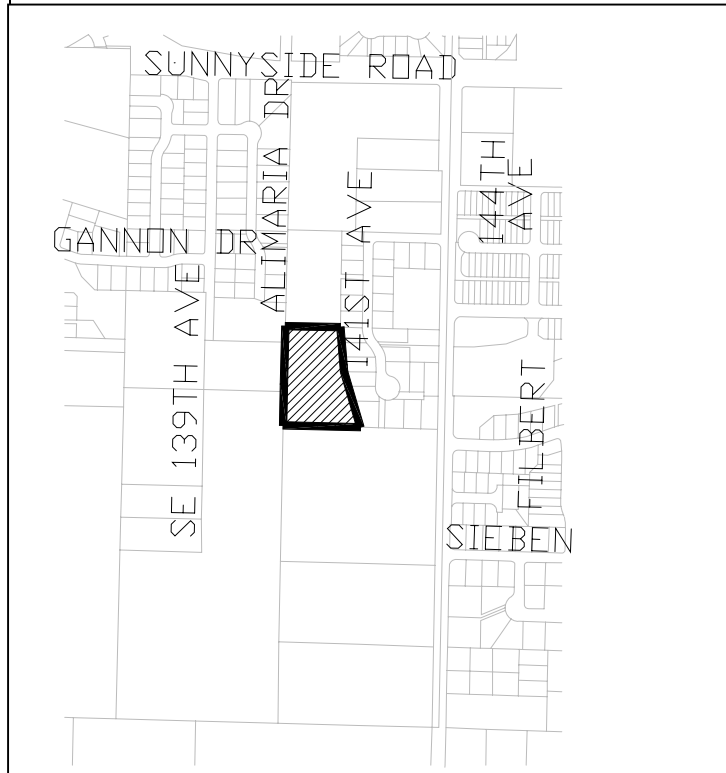 SUNNYSIDE ROAD
ALIMARIA DR
144TH
AVE
141ST AVE
GANNON DR
SE 139TH AVE
FILBERT
SIEBEN